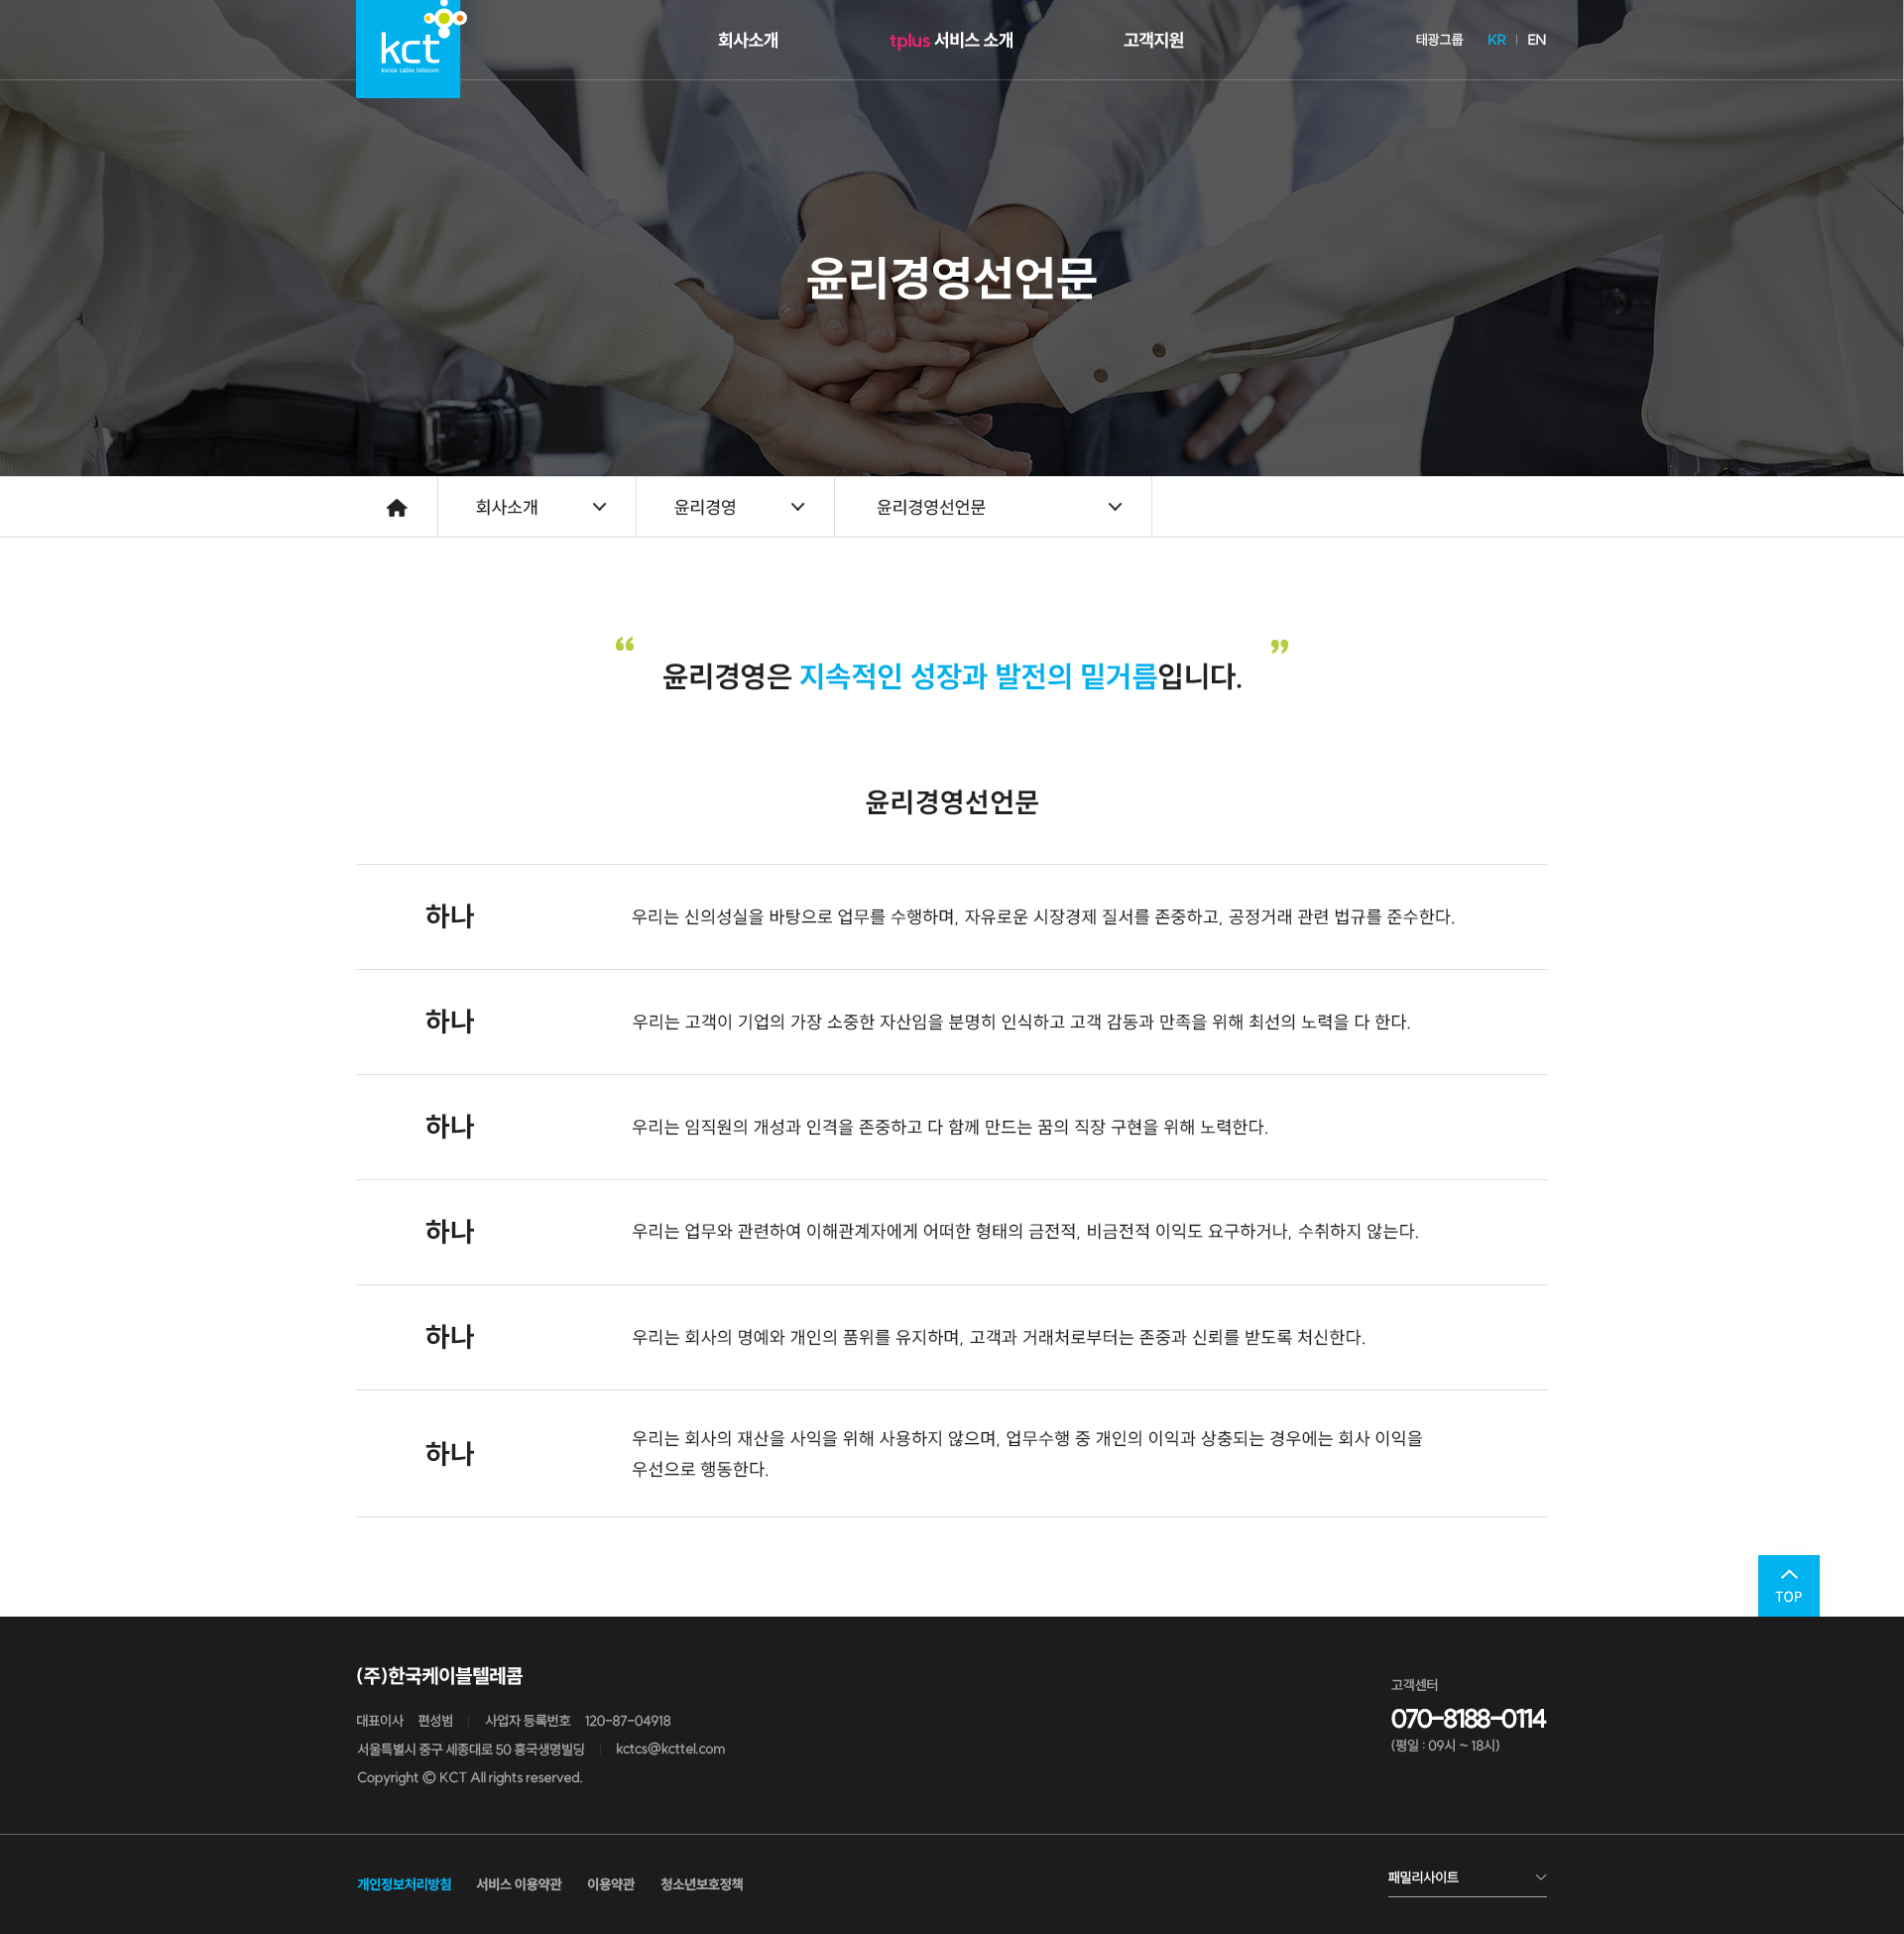 kct
korea cable telecom
회사소개
tplus 서비스 소개
고객지원
태광그룹
KR
EN
윤리경영선언문
회사소개
윤리경영
윤리경영선언문
“ 윤리경영은 지속적인 성장과 발전의 밑거름입니다. ”
윤리경영선언문
하나
우리는 신의성실을 바탕으로 업무를 수행하며, 자유로운 시장경제 질서를 존중하고, 공정거래 관련 법규를 준수한다.
하나
우리는 고객이 기업의 가장 소중한 자산임을 분명히 인식하고 고객 감동과 만족을 위해 최선의 노력을 다 한다.
하나
우리는 임직원의 개성과 인격을 존중하고 다 함께 만드는 꿈의 직장 구현을 위해 노력한다.
하나
우리는 업무와 관련하여 이해관계자에게 어떠한 형태의 금전적, 비금전적 이익도 요구하거나, 수취하지 않는다.
하나
우리는 회사의 명예와 개인의 품위를 유지하며, 고객과 거래처로부터는 존중과 신뢰를 받도록 처신한다.
하나
우리는 회사의 재산을 사익을 위해 사용하지 않으며, 업무수행 중 개인의 이익과 상충되는 경우에는 회사 이익을
우선으로 행동한다.
TOP
(주)한국케이블텔레콤
대표이사 편성범 사업자 등록번호 120-87-04918
서울특별시 중구 세종대로 50 흥국생명빌딩 kctcs@kcttel.com
Copyright © KCT All rights reserved.
고객센터
070-8188-0114
(평일 : 09시 ~ 18시)
개인정보처리방침 서비스 이용약관 이용약관 청소년보호정책
패밀리사이트